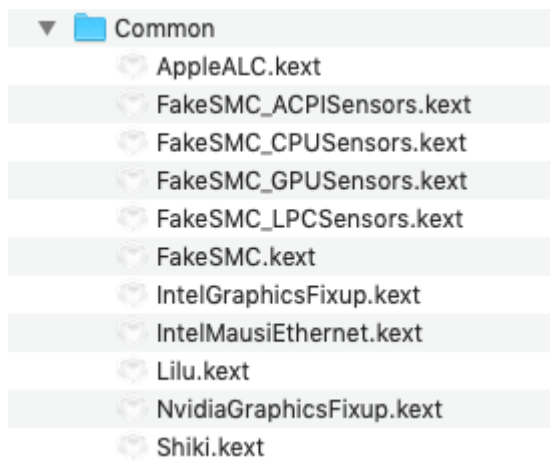 Common
AppleALC.kext
FakeSMC_ACPISensors.kext
FakeSMC_CPUSensors.kext
FakeSMC_GPUSensors.kext
FakeSMC_LPCSensors.kext
FakeSMC.kext
IntelGraphicsFixup.kext
IntelMausiEthernet.kext
Lilu.kext
NvidiaGraphicsFixup.kext
Shiki.kext